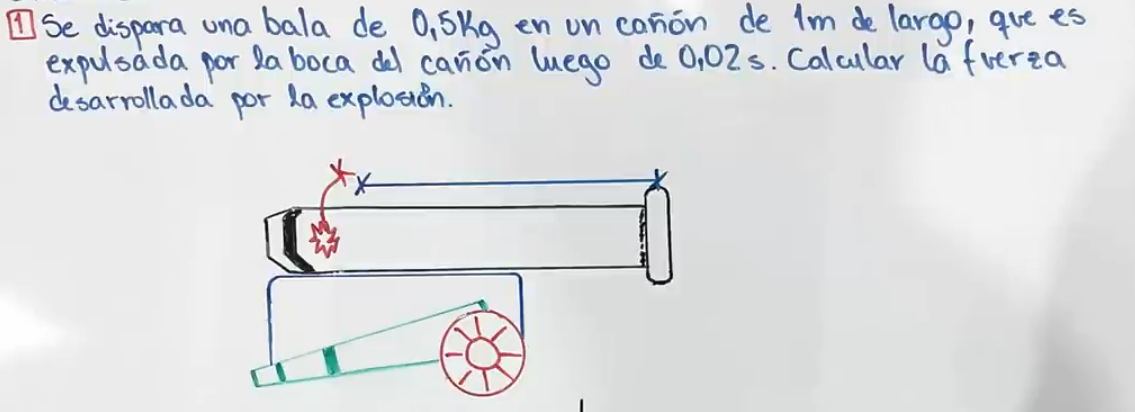 1 Se dispara una bala de 0,5Kg en un cañón de 1m de largo, que es
expulsada por la boca del cañón luego de 0,02 s. Calcular la fuerza
desarrollada por la explosión.